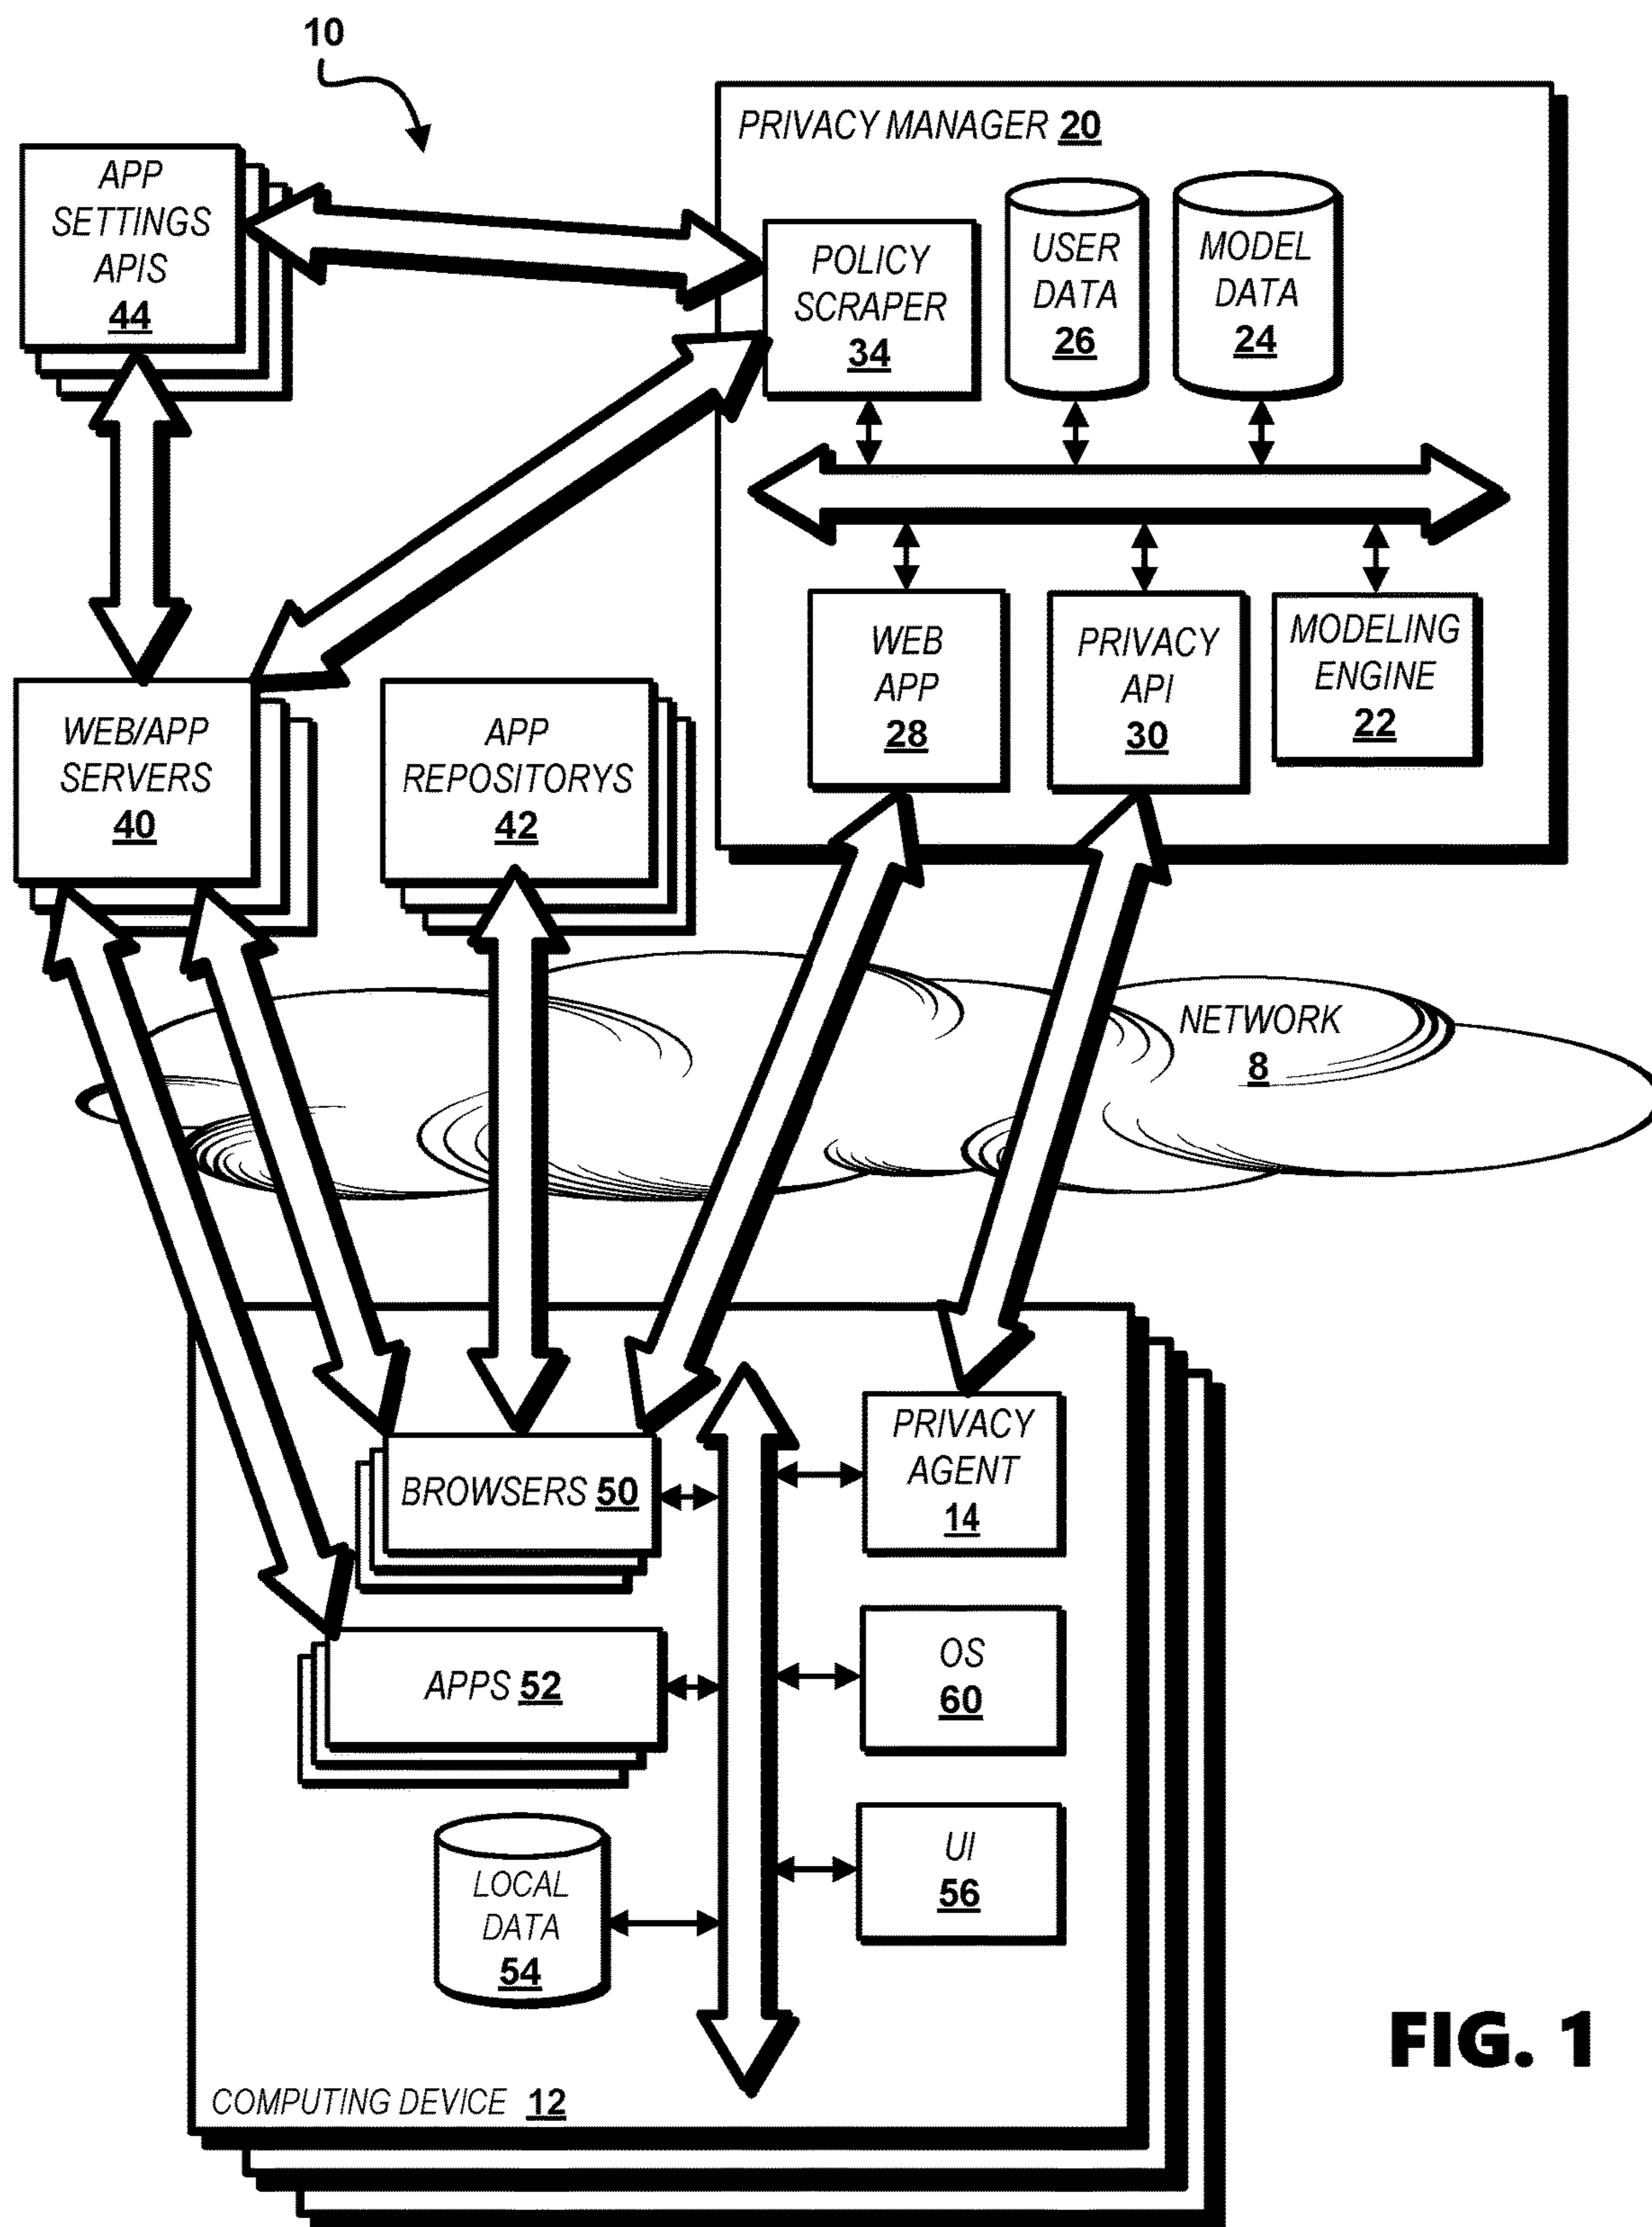 10
PRIVACY MANAGER 20
APP
SETTINGS
APIS
44
POLICY
SCRAPER
34
USER
DATA
26
MODEL
DATA
24
WEB
APP
28
PRIVACY
API
30
MODELING
ENGINE
22
WEB/APP
SERVERS
40
APP
REPOSITORYS
42
NETWORK
8
PRIVACY
AGENT
14
BROWSERS 50
OS
60
APPS 52
UI
56
LOCAL
DATA
54
COMPUTING DEVICE 12
FIG. 1